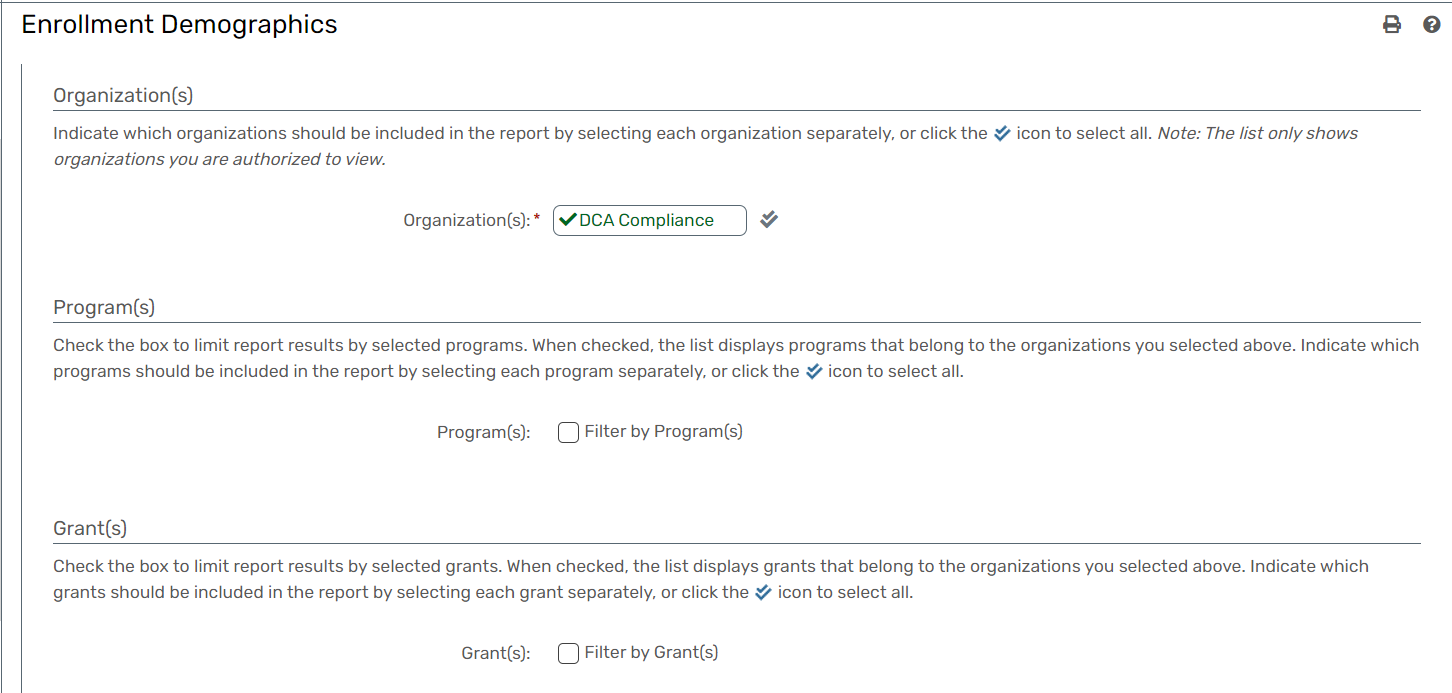 Enrollment Demographics
Organization(s)
Indicate which organizations should be included in the report by selecting each organization separately, or click the icon to select all. Note: The list only shows
organizations you are authorized to view.
Organization(s): * DCA Compliance
Program(s)
Check the box to limit report results by selected programs. When checked, the list displays programs that belong to the organizations you selected above. Indicate which
programs should be included in the report by selecting each program separately, or click the icon to select all.
Program(s): Filter by Program(s)
Grant(s)
Check the box to limit report results by selected grants. When checked, the list displays grants that belong to the organizations you selected above. Indicate which
grants should be included in the report by selecting each grant separately, or click the icon to select all.
Grant(s): Filter by Grant(s)